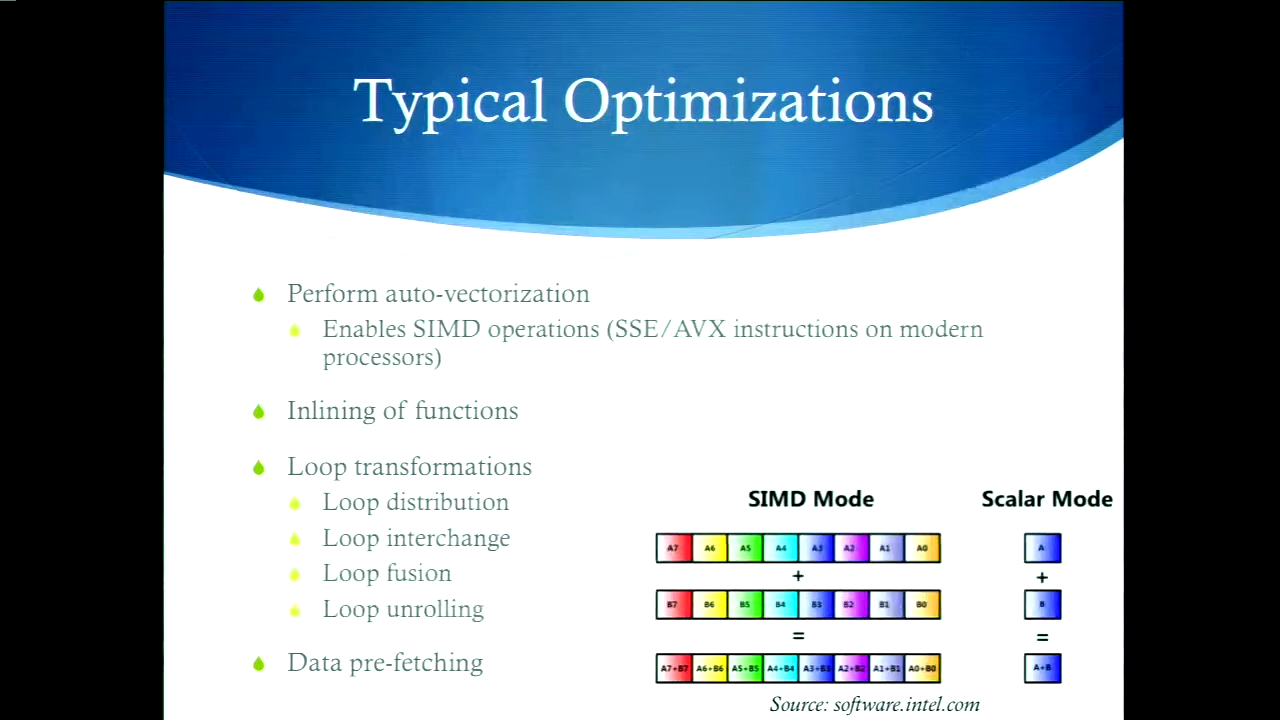 Typical Optimizations
Perform auto-vectorization
Enables SIMD operations (SSE/AVX instructions on modern
processors)
Inlining of functions
Loop transformations
Loop distribution
Loop interchange
Loop fusion
Loop unrolling
Data pre-fetching
SIMD Mode
A7 A6 A5 A4 A3 A2 A1 A0
+
B7 B6 B5 B4 B3 B2 B1 B0
=
A7+B7 A6+B6 A5+B5 A4+B4 A3+B3 A2+B2 A1+B1 A0+B0
Scalar Mode
A
+
B
=
A+B
Source: software.intel.com